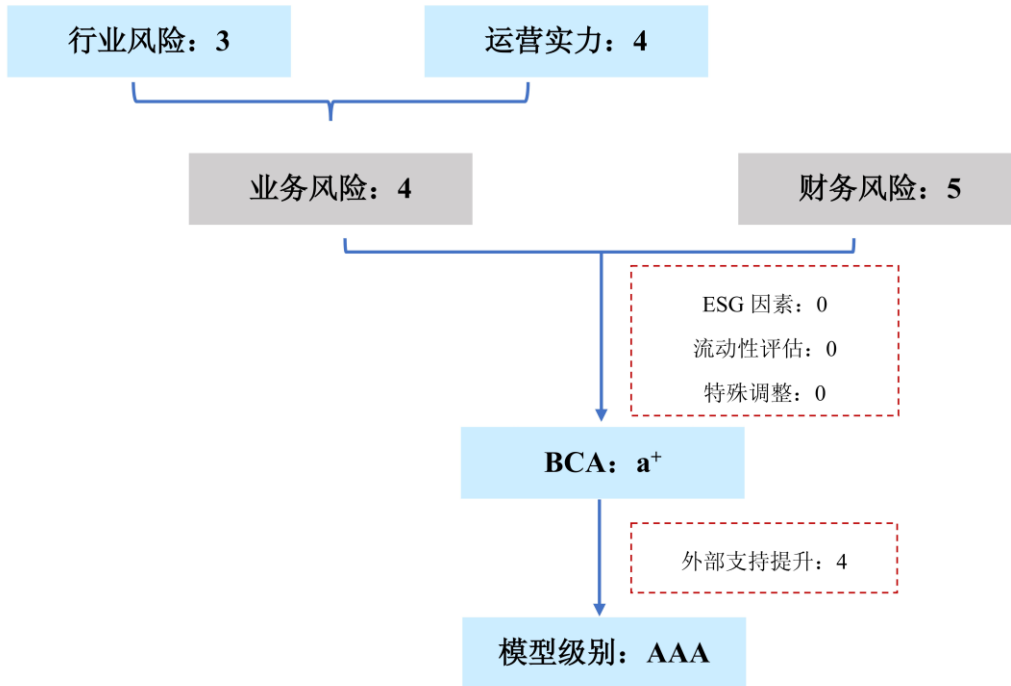 行业风险：3
运营实力：4
业务风险：4
财务风险：5
ESG 因素：0
流动性评估：0
特殊调整：0
BCA：a⁺
外部支持提升：4
模型级别：AAA